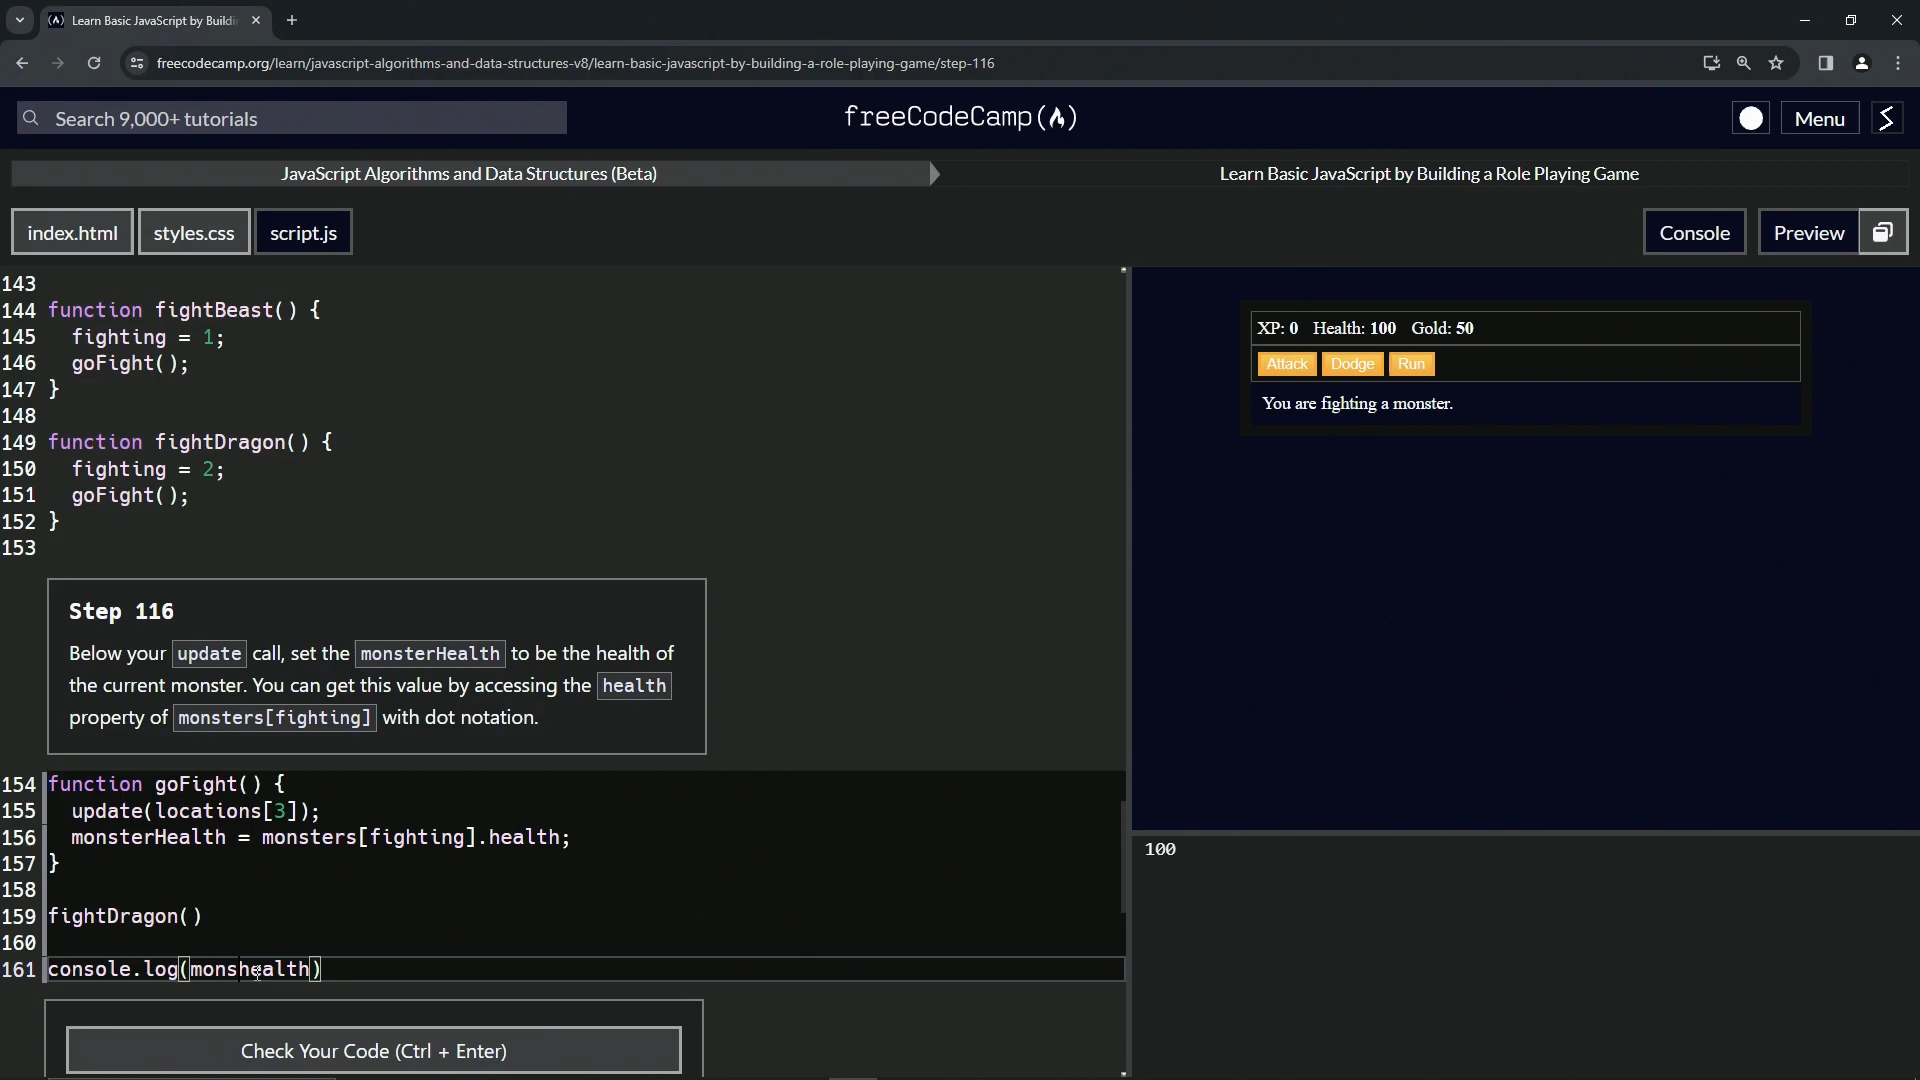 Learn Basic JavaScript by Buildi
freecodecamp.org/learn/javascript-algorithms-and-data-structures-v8/learn-basic-javascript-by-building-a-role-playing-game/step-116
Search 9,000+ tutorials
freeCodeCamp
Menu
JavaScript Algorithms and Data Structures (Beta)
Learn Basic JavaScript by Building a Role Playing Game
index.html
styles.css
script.js
Console
Preview
143
144 function fightBeast() {
145   fighting = 1;
146   goFight();
147 }
148
149 function fightDragon() {
150   fighting = 2;
151   goFight();
152 }
153
Step 116
Below your update call, set the monsterHealth to be the health of
the current monster. You can get this value by accessing the health
property of monsters[fighting] with dot notation.
154 function goFight() {
155   update(locations[3]);
156   monsterHealth = monsters[fighting].health;
157 }
158
159 fightDragon()
160
161 console.log(monshealth)
Check Your Code (Ctrl + Enter)
XP: 0 Health: 100 Gold: 50
Attack Dodge Run
You are fighting a monster.
100